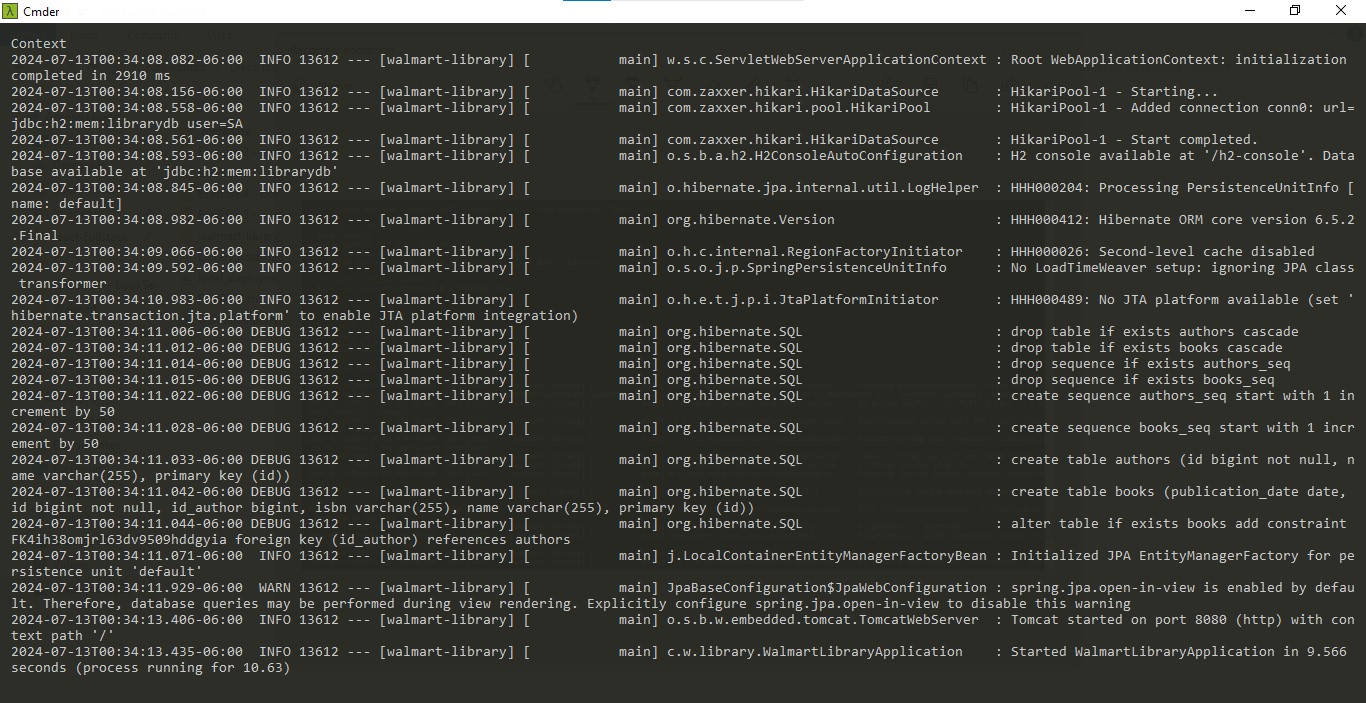 Cmder
Context
2024-07-13T00:34:08.082-06:00  INFO 13612 --- [walmart-library] [           main] w.s.c.ServletWebServerApplicationContext : Root WebApplicationContext: initialization
completed in 2910 ms
2024-07-13T00:34:08.156-06:00  INFO 13612 --- [walmart-library] [           main] com.zaxxer.hikari.HikariDataSource       : HikariPool-1 - Starting...
2024-07-13T00:34:08.558-06:00  INFO 13612 --- [walmart-library] [           main] com.zaxxer.hikari.pool.HikariPool        : HikariPool-1 - Added connection conn0: url=
jdbc:h2:mem:librarydb user=SA
2024-07-13T00:34:08.561-06:00  INFO 13612 --- [walmart-library] [           main] com.zaxxer.hikari.HikariDataSource       : HikariPool-1 - Start completed.
2024-07-13T00:34:08.593-06:00  INFO 13612 --- [walmart-library] [           main] o.s.b.a.h2.H2ConsoleAutoConfiguration    : H2 console available at '/h2-console'. Data
base available at 'jdbc:h2:mem:librarydb'
2024-07-13T00:34:08.845-06:00  INFO 13612 --- [walmart-library] [           main] o.hibernate.jpa.internal.util.LogHelper  : HHH000204: Processing PersistenceUnitInfo [
name: default]
2024-07-13T00:34:08.982-06:00  INFO 13612 --- [walmart-library] [           main] org.hibernate.Version                    : HHH000412: Hibernate ORM core version 6.5.2
.Final
2024-07-13T00:34:09.066-06:00  INFO 13612 --- [walmart-library] [           main] o.h.c.internal.RegionFactoryInitiator    : HHH000026: Second-level cache disabled
2024-07-13T00:34:09.592-06:00  INFO 13612 --- [walmart-library] [           main] o.s.o.j.p.SpringPersistenceUnitInfo      : No LoadTimeWeaver setup: ignoring JPA class
 transformer
2024-07-13T00:34:10.983-06:00  INFO 13612 --- [walmart-library] [           main] o.h.e.t.j.p.i.JtaPlatformInitiator       : HHH000489: No JTA platform available (set '
hibernate.transaction.jta.platform' to enable JTA platform integration)
2024-07-13T00:34:11.006-06:00 DEBUG 13612 --- [walmart-library] [           main] org.hibernate.SQL                        : drop table if exists authors cascade
2024-07-13T00:34:11.012-06:00 DEBUG 13612 --- [walmart-library] [           main] org.hibernate.SQL                        : drop table if exists books cascade
2024-07-13T00:34:11.014-06:00 DEBUG 13612 --- [walmart-library] [           main] org.hibernate.SQL                        : drop sequence if exists authors_seq
2024-07-13T00:34:11.015-06:00 DEBUG 13612 --- [walmart-library] [           main] org.hibernate.SQL                        : drop sequence if exists books_seq
2024-07-13T00:34:11.022-06:00 DEBUG 13612 --- [walmart-library] [           main] org.hibernate.SQL                        : create sequence authors_seq start with 1 in
crement by 50
2024-07-13T00:34:11.028-06:00 DEBUG 13612 --- [walmart-library] [           main] org.hibernate.SQL                        : create sequence books_seq start with 1 incr
ement by 50
2024-07-13T00:34:11.033-06:00 DEBUG 13612 --- [walmart-library] [           main] org.hibernate.SQL                        : create table authors (id bigint not null, n
ame varchar(255), primary key (id))
2024-07-13T00:34:11.042-06:00 DEBUG 13612 --- [walmart-library] [           main] org.hibernate.SQL                        : create table books (publication_date date,
id bigint not null, id_author bigint, isbn varchar(255), name varchar(255), primary key (id))
2024-07-13T00:34:11.044-06:00 DEBUG 13612 --- [walmart-library] [           main] org.hibernate.SQL                        : alter table if exists books add constraint
FK4ih38omjrl63dv9509hddgyia foreign key (id_author) references authors
2024-07-13T00:34:11.071-06:00  INFO 13612 --- [walmart-library] [           main] j.LocalContainerEntityManagerFactoryBean : Initialized JPA EntityManagerFactory for pe
rsistence unit 'default'
2024-07-13T00:34:11.929-06:00  WARN 13612 --- [walmart-library] [           main] JpaBaseConfiguration$JpaWebConfiguration : spring.jpa.open-in-view is enabled by defau
lt. Therefore, database queries may be performed during view rendering. Explicitly configure spring.jpa.open-in-view to disable this warning
2024-07-13T00:34:13.406-06:00  INFO 13612 --- [walmart-library] [           main] o.s.b.w.embedded.tomcat.TomcatWebServer  : Tomcat started on port 8080 (http) with con
text path '/'
2024-07-13T00:34:13.435-06:00  INFO 13612 --- [walmart-library] [           main] c.w.library.WalmartLibraryApplication    : Started WalmartLibraryApplication in 9.566
seconds (process running for 10.63)